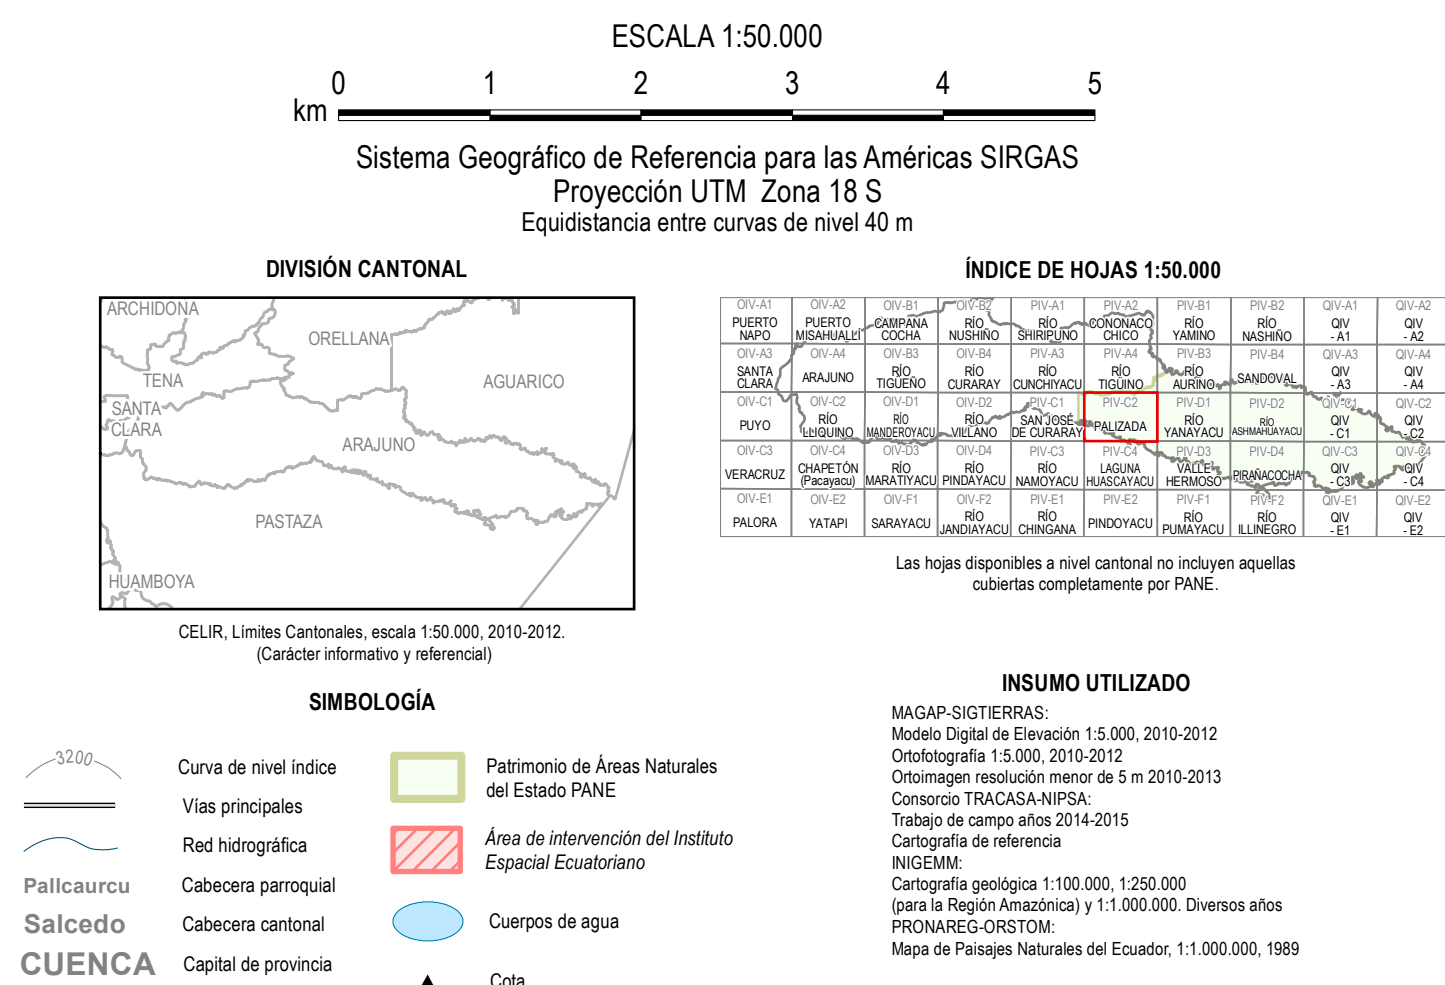 ESCALA 1:50.000
0 1 2 3 4 5
km
Sistema Geográfico de Referencia para las Américas SIRGAS
Proyección UTM Zona 18 S
Equidistancia entre curvas de nivel 40 m
DIVISIÓN CANTONAL
ARCHIDONA
ORELLANA
TENA
AGUARICO
SANTA
CLARA
ARAJUNO
PASTAZA
HUAMBOYA
CELIR, Límites Cantonales, escala 1:50.000, 2010-2012.
(Carácter informativo y referencial)
ÍNDICE DE HOJAS 1:50.000
OIV-A1 OIV-A2 OIV-B1 OIV-B2 PIV-A1 PIV-A2 PIV-B1 PIV-B2 QIV-A1 QIV-A2
PUERTO PUERTO CAMPANA RÍO RÍO CONONACO RÍO RÍO QIV QIV
NAPO MISAHUALLÍ COCHA NUSHIÑO SHIRIPUNO CHICO YAMINO NASHIÑO - A1 - A2
OIV-A3 OIV-A4 OIV-B3 OIV-B4 PIV-A3 PIV-A4 PIV-B3 PIV-B4 QIV-A3 QIV-A4
SANTA ARAJUNO RÍO RÍO RÍO RÍO RÍO SANDOVAL QIV QIV
CLARA TIGÜEÑO CURARAY CUNCHIYACU TIGÜINO AURINO - A3 - A4
OIV-C1 OIV-C2 OIV-D1 OIV-D2 PIV-C1 PIV-C2 PIV-D1 PIV-D2 QIV-C1 QIV-C2
PUYO RÍO RÍO RÍO SAN JOSÉ PALIZADA RÍO RÍO QIV QIV
LLIQUINO MANDEROYACU VILLANO DE CURARAY YANAYACU ASHMAHUAYACU - C1 - C2
OIV-C3 OIV-C4 OIV-D3 OIV-D4 PIV-C3 PIV-C4 PIV-D3 PIV-D4 QIV-C3 QIV-C4
VERACRUZ CHAPETÓN RÍO RÍO RÍO LAGUNA VALLE PIRAÑACOCHA QIV QIV
(Pacayacu) MARATIYACU PINDAYACU NAMOYACU HUASCAYACU HERMOSO - C3 - C4
OIV-E1 OIV-E2 OIV-F1 OIV-F2 PIV-E1 PIV-E2 PIV-F1 PIV-F2 QIV-E1 QIV-E2
PALORA YATAPI SARAYACU RÍO RÍO PINDOYACU RÍO RÍO QIV QIV
JANDIAYACU CHINGANA PUMAYACU ILLINEGRO - E1 - E2
Las hojas disponibles a nivel cantonal no incluyen aquellas
cubiertas completamente por PANE.
SIMBOLOGÍA
3200
Curva de nivel índice
Vías principales
Red hidrográfica
Pallcaurcu Cabecera parroquial
Salcedo Cabecera cantonal
CUENCA Capital de provincia
Patrimonio de Áreas Naturales
del Estado PANE
Área de intervención del Instituto
Espacial Ecuatoriano
Cuerpos de agua
Cota
INSUMO UTILIZADO
MAGAP-SIGTIERRAS:
Modelo Digital de Elevación 1:5.000, 2010-2012
Ortofotografía 1:5.000, 2010-2012
Ortoimagen resolución menor de 5 m 2010-2013
Consorcio TRACASA-NIPSA:
Trabajo de campo años 2014-2015
Cartografía de referencia
INIGEMM:
Cartografía geológica 1:100.000, 1:250.000
(para la Región Amazónica) y 1:1.000.000. Diversos años
PRONAREG-ORSTOM:
Mapa de Paisajes Naturales del Ecuador, 1:1.000.000, 1989